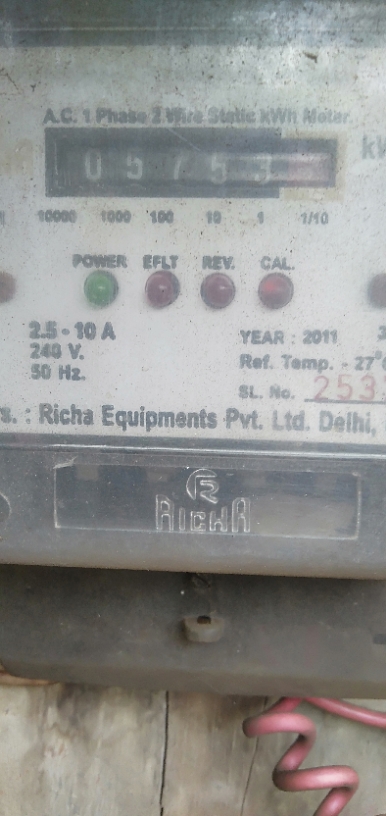 A.C. 1 Phase 2 Wire Static kWh Meter
0 5 7 5 3
10000 1000 100 10 1 1/10
POWER EFLT REV. CAL.
2.5 - 10 A
240 V.
50 Hz.
YEAR : 2011
Ref. Temp. - 27°
SL. No. 253
: Richa Equipments Pvt. Ltd. Delhi,
R
RICHA